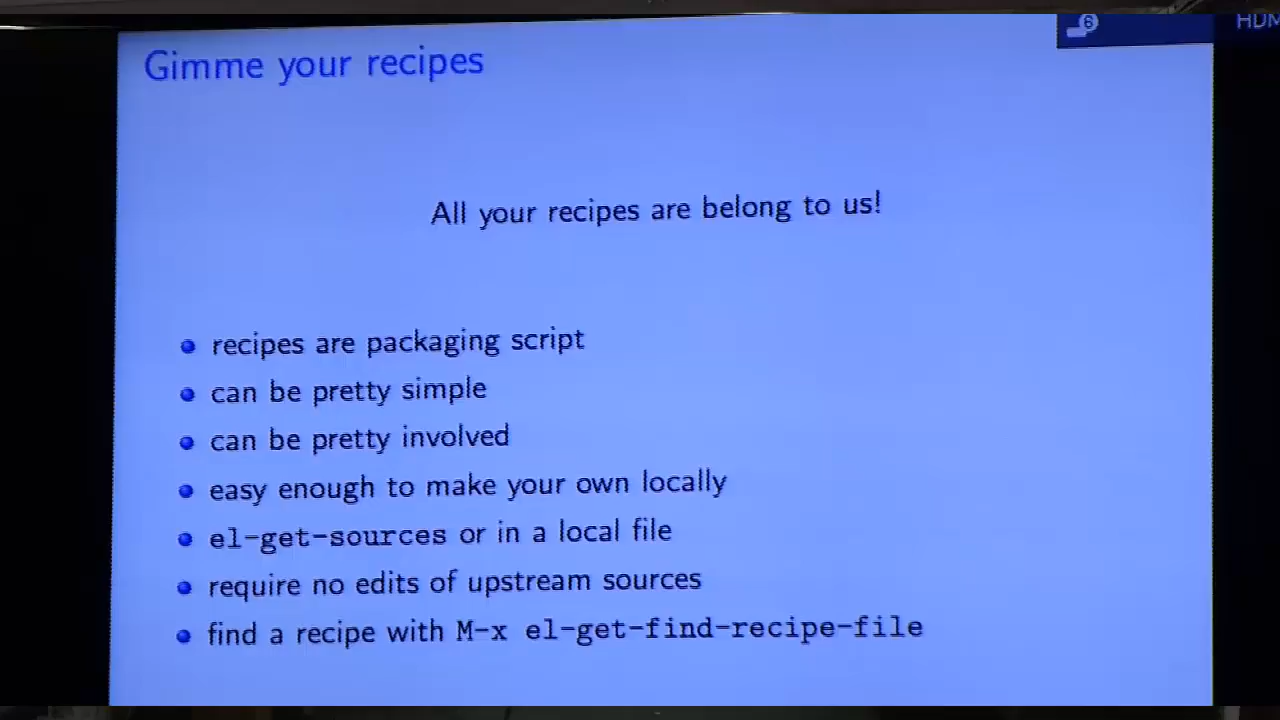 6
HDM
Gimme your recipes
All your recipes are belong to us!
recipes are packaging script
can be pretty simple
can be pretty involved
easy enough to make your own locally
el-get-sources or in a local file
require no edits of upstream sources
find a recipe with M-x el-get-find-recipe-file